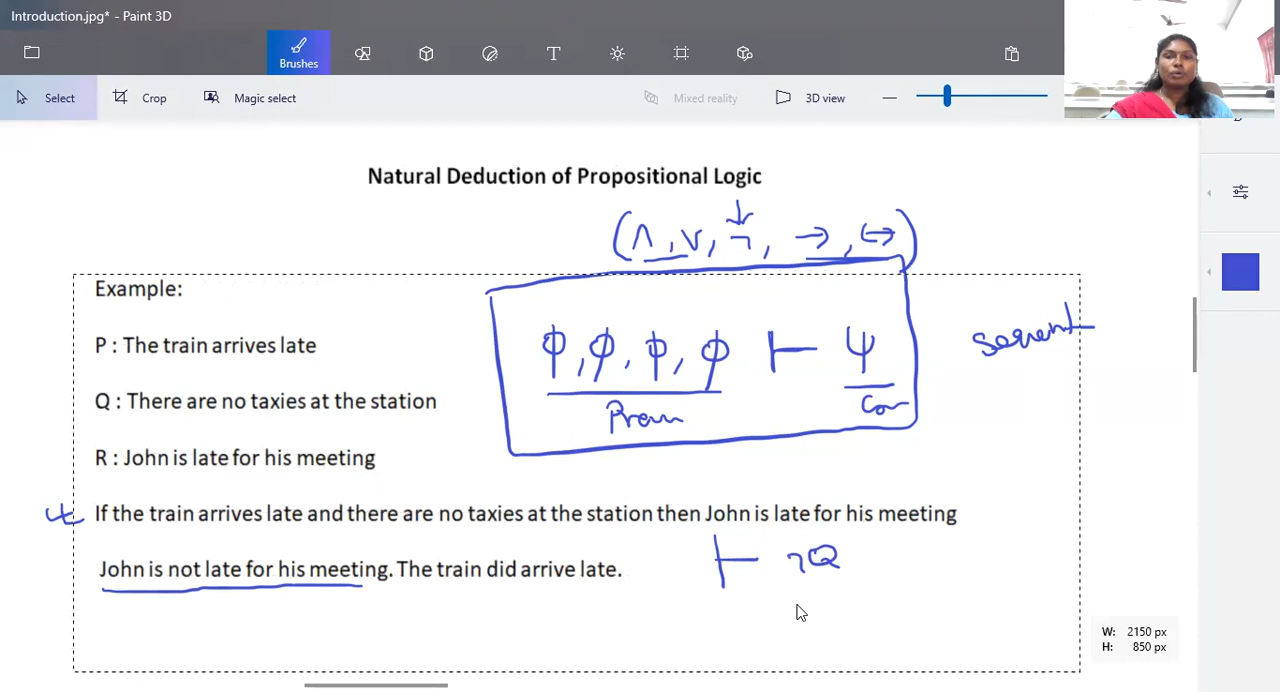 Introduction.jpg* - Paint 3D
Brushes
Select
Crop
Magic select
Mixed reality
3D view
Natural Deduction of Propositional Logic
(∧, ∨, ¬, →, ↔)
Example:
ϕ, ϕ, ϕ, ϕ ⊢ ψ
sequent
P : The train arrives late
Q : There are no taxies at the station
Prem
Con
R : John is late for his meeting
If the train arrives late and there are no taxies at the station then John is late for his meeting
John is not late for his meeting. The train did arrive late.
⊢ ¬Q
W: 2150 px
H: 850 px